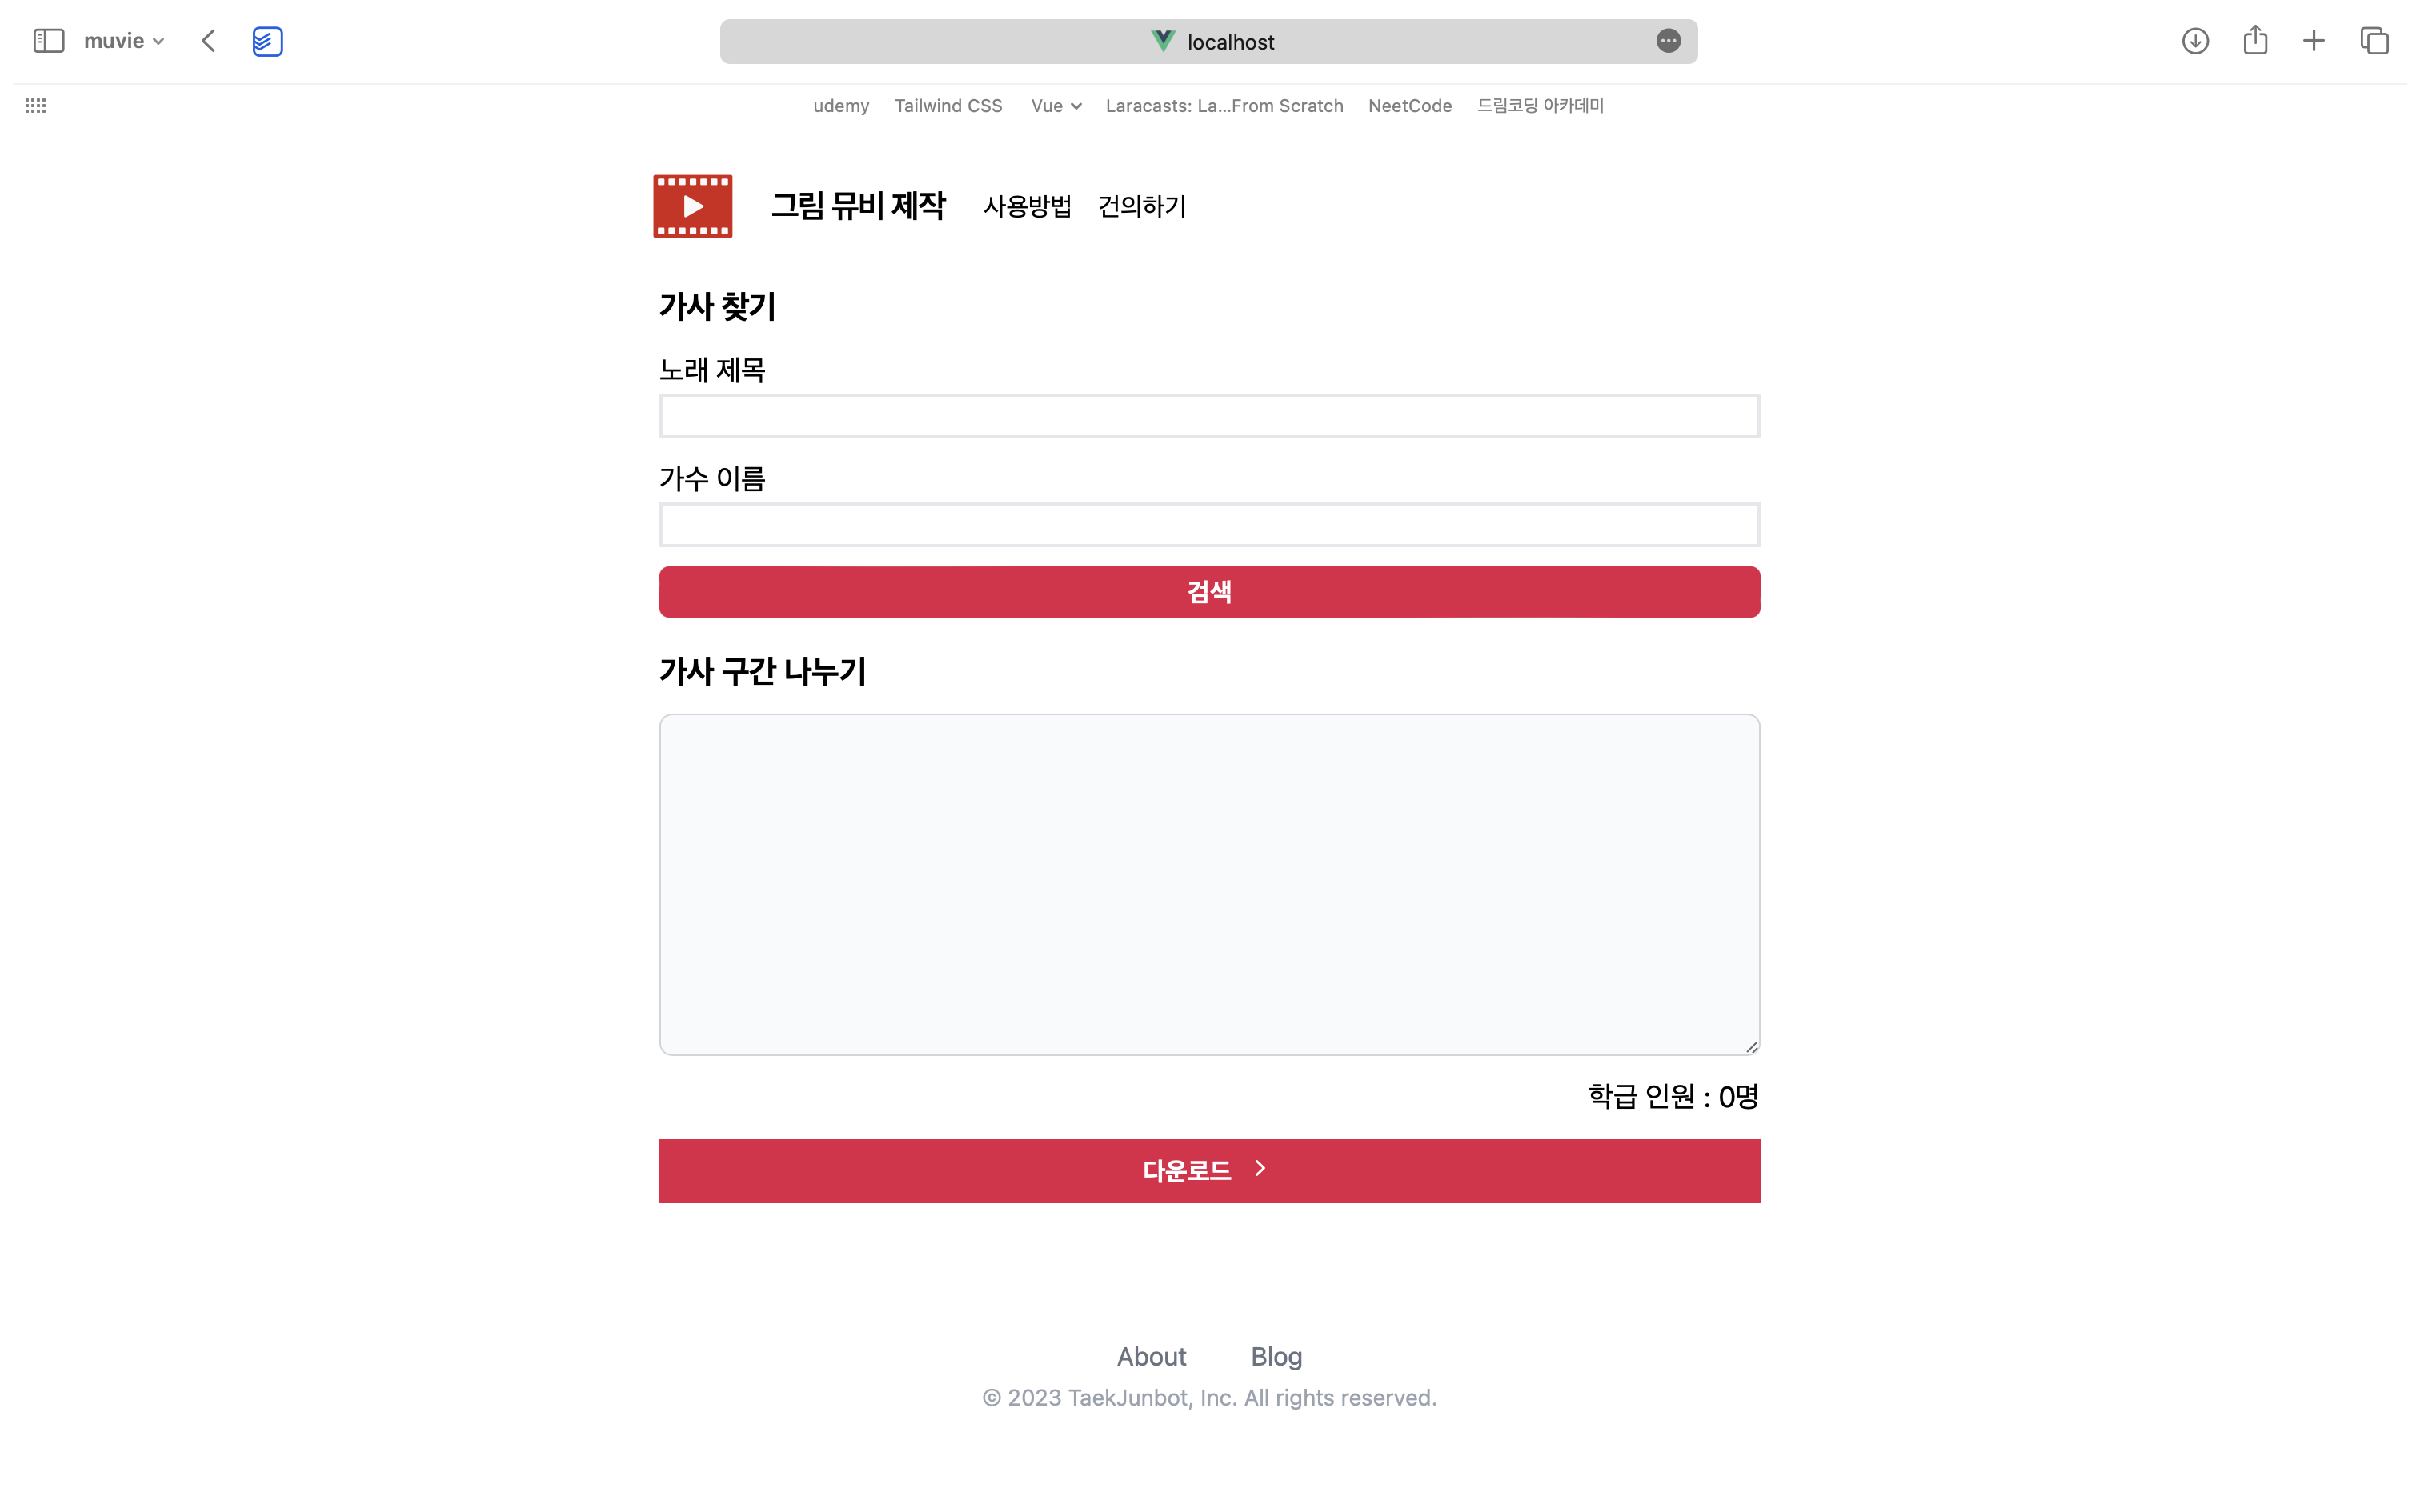 muvie
localhost
udemy Tailwind CSS Vue Laracasts: La...From Scratch NeetCode 드림코딩 아카데미
그림 뮤비 제작 사용방법 건의하기
가사 찾기
노래 제목
가수 이름
검색
가사 구간 나누기
학급 인원 : 0명
다운로드
About Blog
© 2023 TaekJunbot, Inc. All rights reserved.